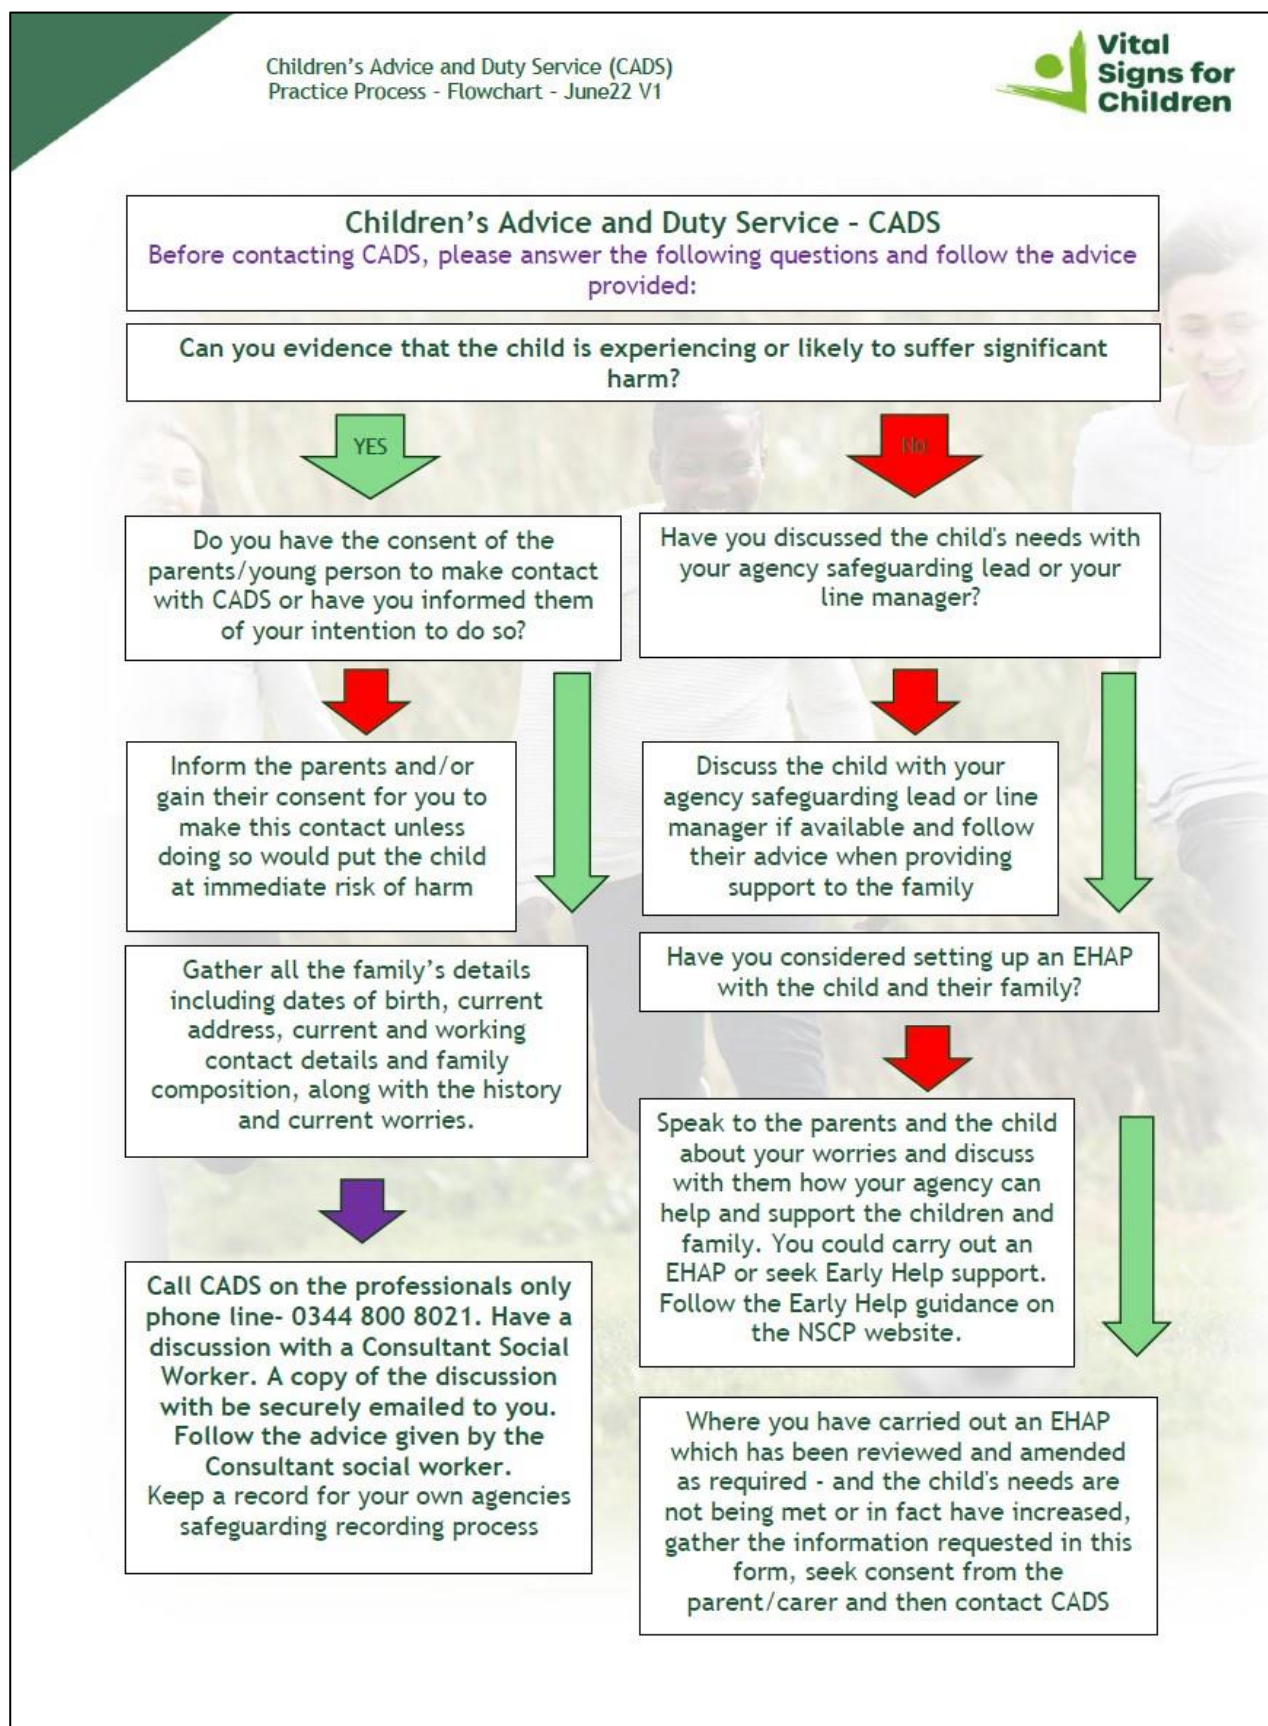 Children's Advice and Duty Service (CADS)
Practice Process - Flowchart - June22 V1
Vital
Signs for
Children
Children's Advice and Duty Service – CADS
Before contacting CADS, please answer the following questions and follow the advice
provided:
Can you evidence that the child is experiencing or likely to suffer significant
harm?
YES
No
Do you have the consent of the
parents/young person to make contact
with CADS or have you informed them
of your intention to do so?
Have you discussed the child's needs with
your agency safeguarding lead or your
line manager?
Inform the parents and/or
gain their consent for you to
make this contact unless
doing so would put the child
at immediate risk of harm
Discuss the child with your
agency safeguarding lead or line
manager if available and follow
their advice when providing
support to the family
Gather all the family's details
including dates of birth, current
address, current and working
contact details and family
composition, along with the history
and current worries.
Have you considered setting up an EHAP
with the child and their family?
Speak to the parents and the child
about your worries and discuss
with them how your agency can
help and support the children and
family. You could carry out an
EHAP or seek Early Help support.
Follow the Early Help guidance on
the NSCP website.
Call CADS on the professionals only
phone line- 0344 800 8021. Have a
discussion with a Consultant Social
Worker. A copy of the discussion
with be securely emailed to you.
Follow the advice given by the
Consultant social worker.
Keep a record for your own agencies
safeguarding recording process
Where you have carried out an EHAP
which has been reviewed and amended
as required - and the child's needs are
not being met or in fact have increased,
gather the information requested in this
form, seek consent from the
parent/carer and then contact CADS